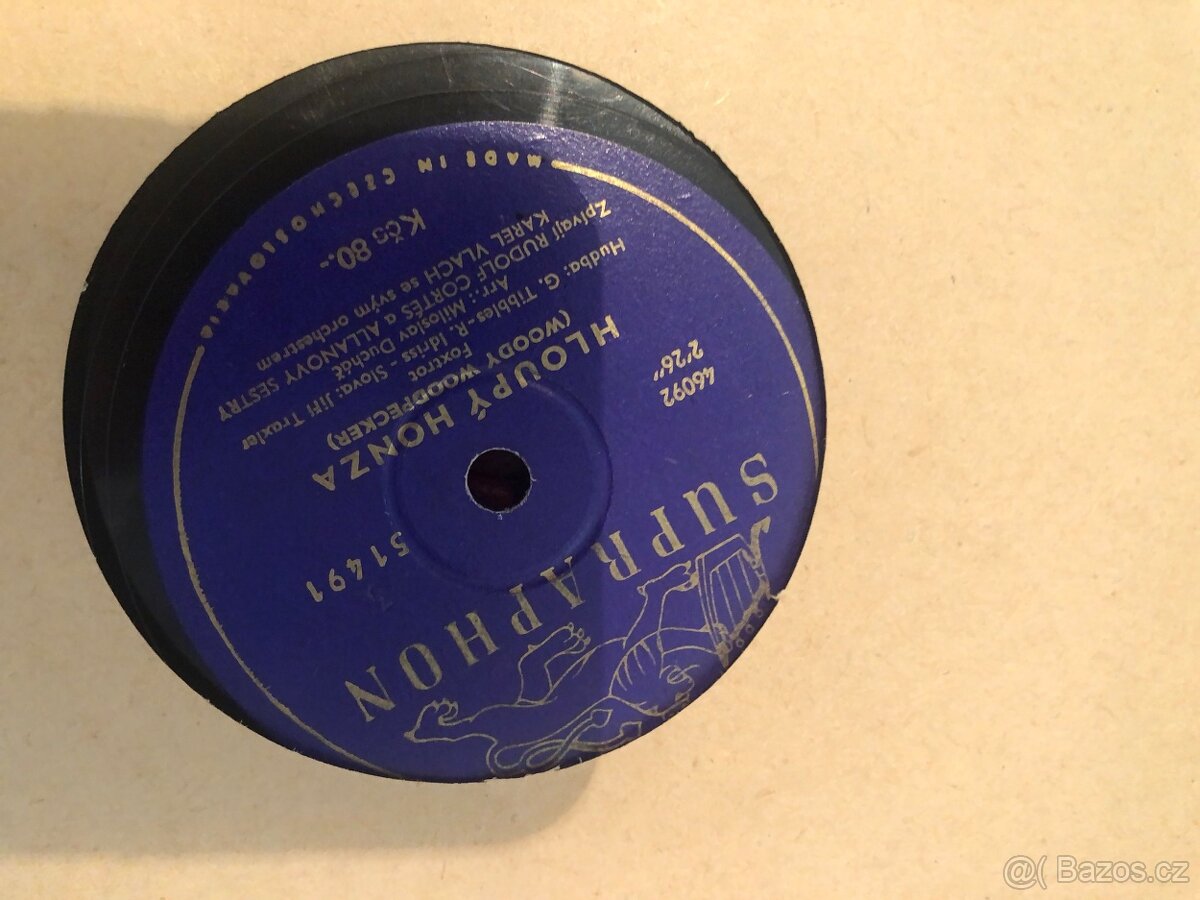 SUPRAPHON
46092
2'26"
51491
HLOUPÝ HONZA
(WOODY WOODPECKER)
Foxtrot
Hudba: G. Tibbles - R. Idriss - Slova: Jiří Traxler
Arr.: Miloslav Ducháč
Zpívají RUDOLF CORTÉS a ALLANOVY SESTRY
KAREL VLACH se svým orchestrem
Kčs 80.-
MADE IN CZECHOSLOVAKIA
@( Bazos.cz